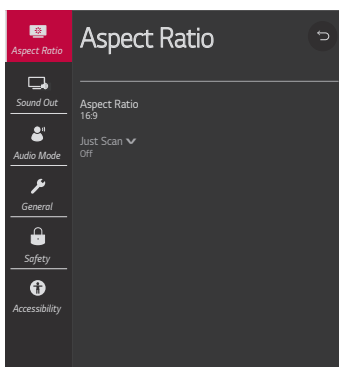 Aspect Ratio
Sound Out
Audio Mode
General
Safety
Accessibility
Aspect Ratio
Aspect Ratio
16:9
Just Scan
Off